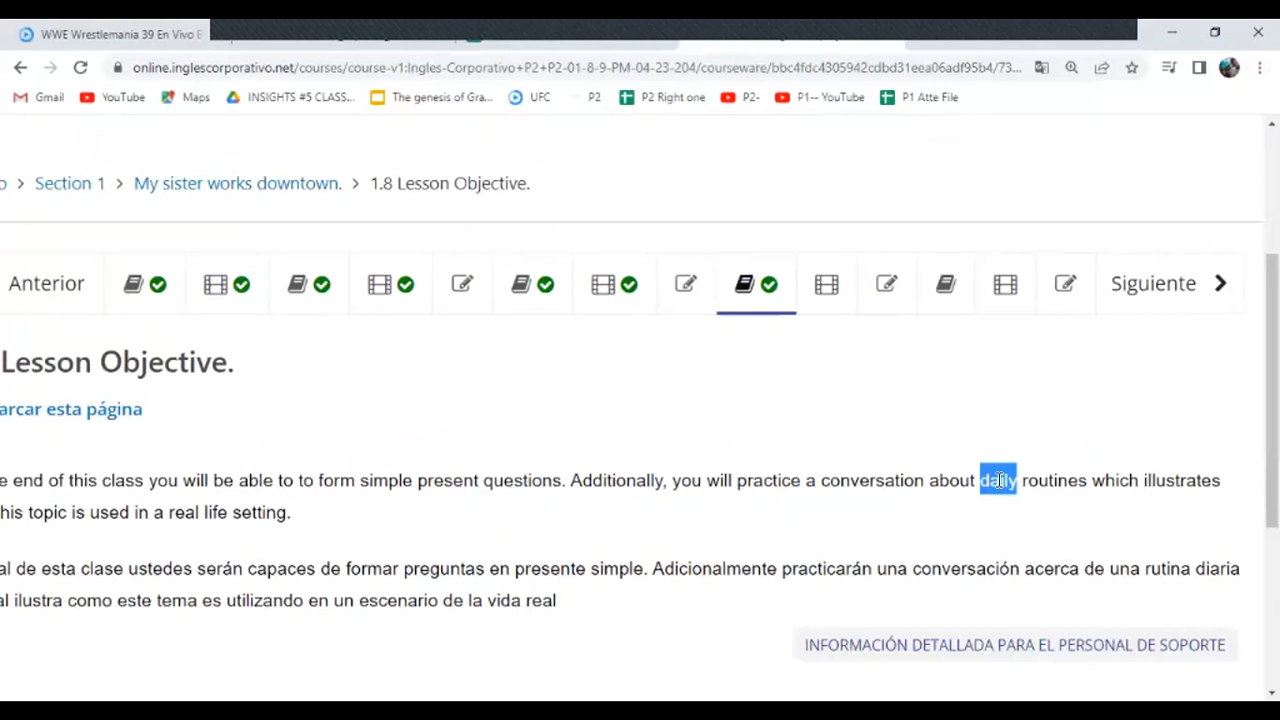 WWE Wrestlemania 39 En Vivo E
online.inglescorporativo.net/courses/course-v1:Ingles-Corporativo+P2+P2-01-8-9-PM-04-23-204/courseware/bbc4fdc4305942cdbd31eea06adf95b4/73...
Gmail YouTube Maps INSIGHTS #5 CLASS... The genesis of Gra... UFC P2 P2 Right one P2- P1-- YouTube P1 Atte File
o > Section 1 > My sister works downtown. > 1.8 Lesson Objective.
Anterior Siguiente
Lesson Objective.
arcar esta página
e end of this class you will be able to to form simple present questions. Additionally, you will practice a conversation about daily routines which illustrates
his topic is used in a real life setting.
al de esta clase ustedes serán capaces de formar preguntas en presente simple. Adicionalmente practicarán una conversación acerca de una rutina diaria
al ilustra como este tema es utilizando en un escenario de la vida real
INFORMACIÓN DETALLADA PARA EL PERSONAL DE SOPORTE